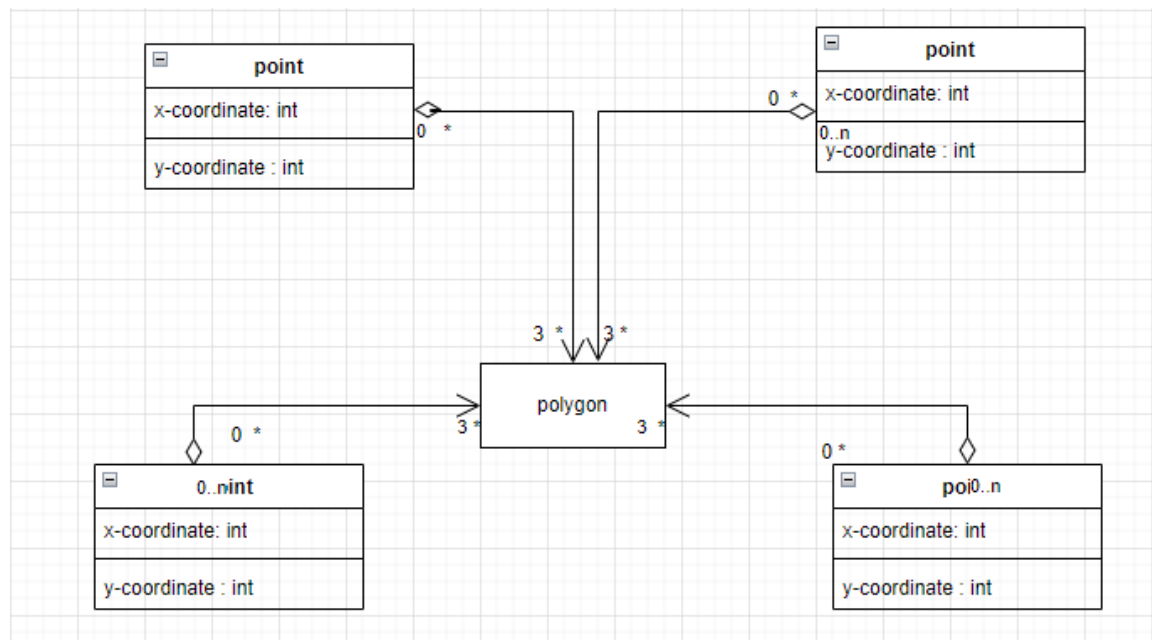 point
x-coordinate: int
y-coordinate : int
0 *
point
x-coordinate: int
0..n
y-coordinate : int
0 *
3 *
3 *
polygon
3 *
3 *
0 *
0..n int
x-coordinate: int
y-coordinate : int
0 *
poi0..n
x-coordinate: int
y-coordinate : int